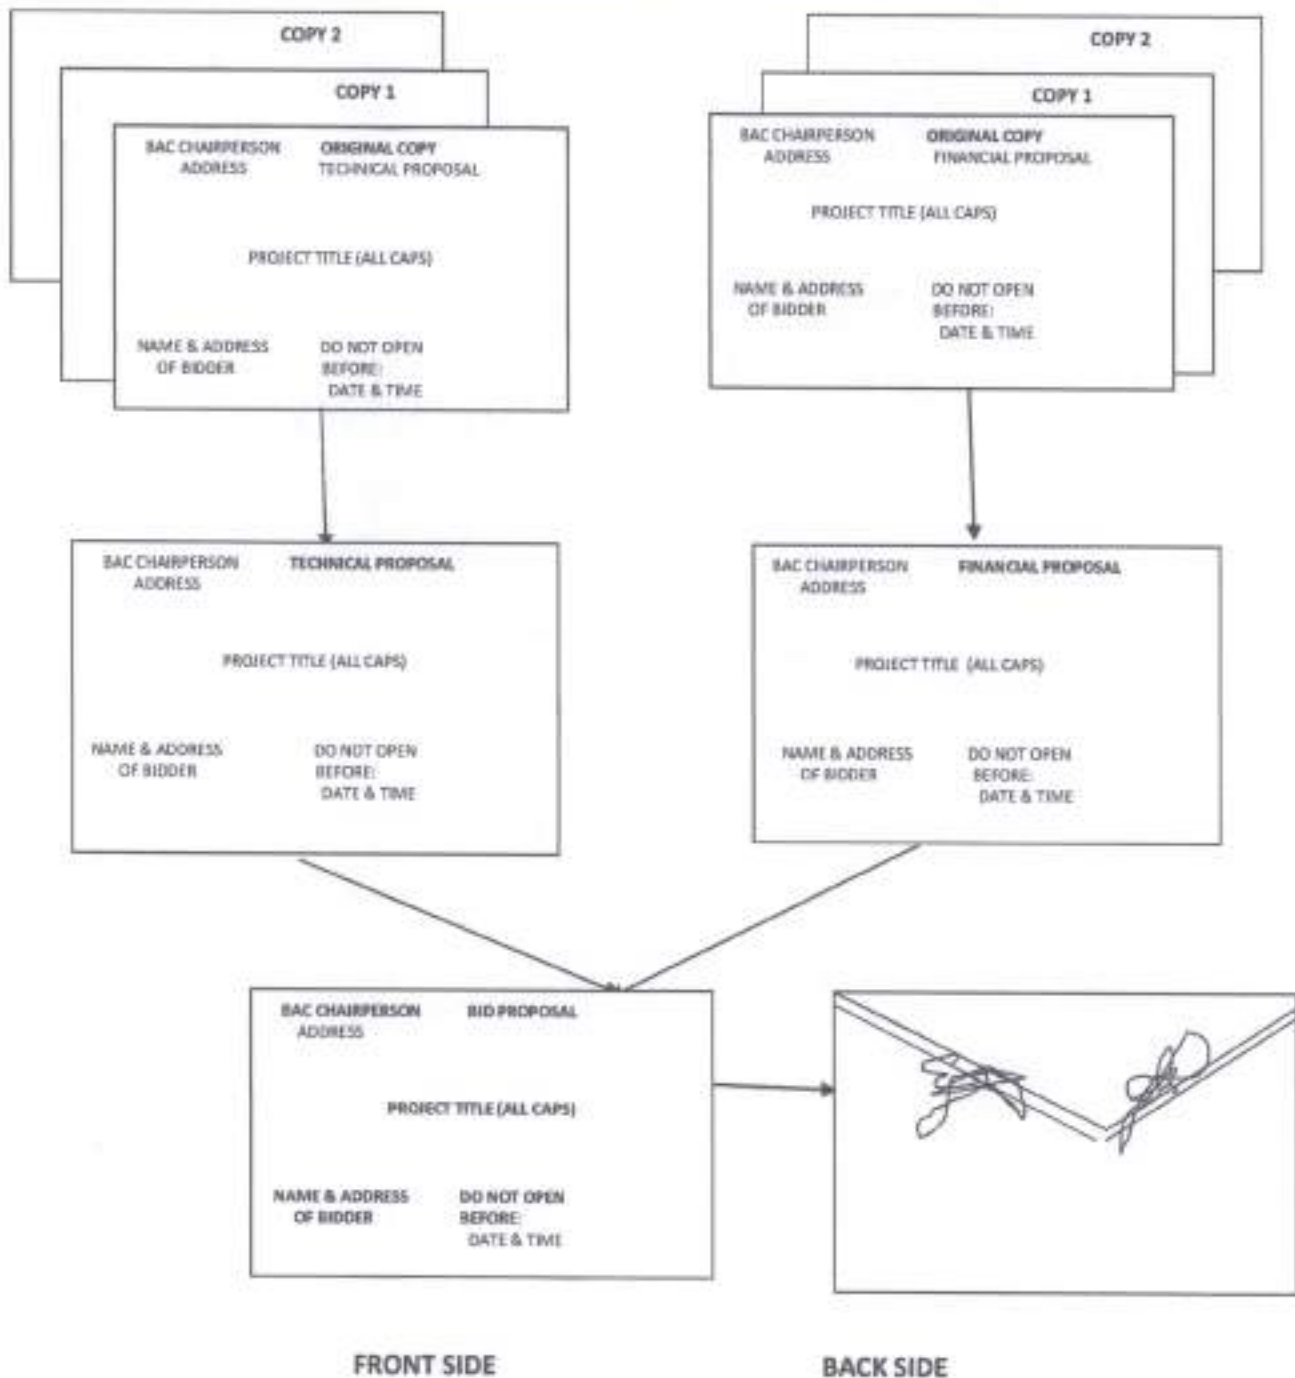 COPY 2
COPY 1
BAC CHAIRPERSON
ADDRESS
ORIGINAL COPY
TECHNICAL PROPOSAL
PROJECT TITLE (ALL CAPS)
NAME & ADDRESS
OF BIDDER
DO NOT OPEN
BEFORE:
DATE & TIME
COPY 2
COPY 1
BAC CHAIRPERSON
ADDRESS
ORIGINAL COPY
FINANCIAL PROPOSAL
PROJECT TITLE (ALL CAPS)
NAME & ADDRESS
OF BIDDER
DO NOT OPEN
BEFORE:
DATE & TIME
BAC CHAIRPERSON
ADDRESS
TECHNICAL PROPOSAL
PROJECT TITLE (ALL CAPS)
NAME & ADDRESS
OF BIDDER
DO NOT OPEN
BEFORE:
DATE & TIME
BAC CHAIRPERSON
ADDRESS
FINANCIAL PROPOSAL
PROJECT TITLE (ALL CAPS)
NAME & ADDRESS
OF BIDDER
DO NOT OPEN
BEFORE:
DATE & TIME
BAC CHAIRPERSON
ADDRESS
BID PROPOSAL
PROJECT TITLE (ALL CAPS)
NAME & ADDRESS
OF BIDDER
DO NOT OPEN
BEFORE:
DATE & TIME
FRONT SIDE
BACK SIDE